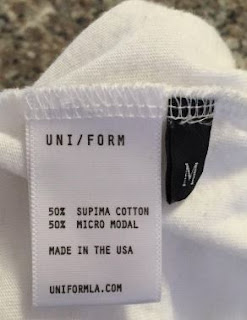 UNI/FORM
50% SUPIMA COTTON
50% MICRO MODAL
MADE IN THE USA
UNIFORMLA.COM